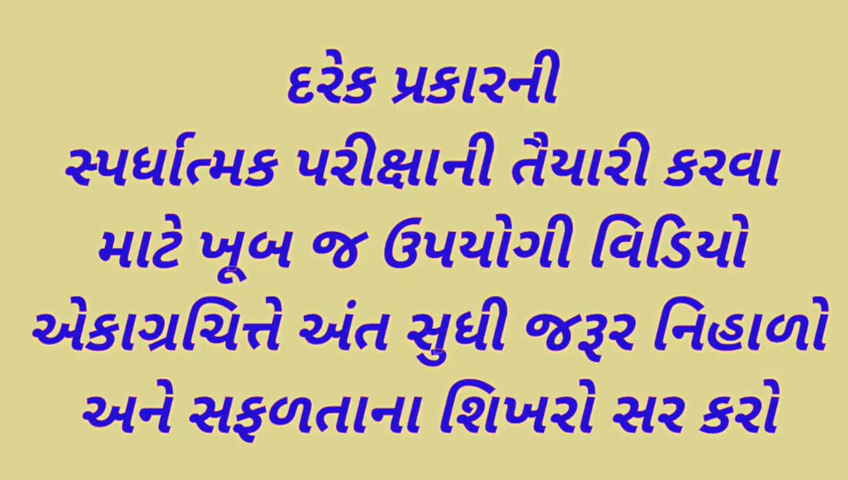 દરેક પ્રકારની
સ્પર્ધાત્મક પરીક્ષાની તૈયારી કરવા
માટે ખૂબ જ ઉપયોગી વિડિયો
એકાગ્રચિત્તે અંત સુધી જરૂર નિહાળો
અને સફળતાના શિખરો સર કરો